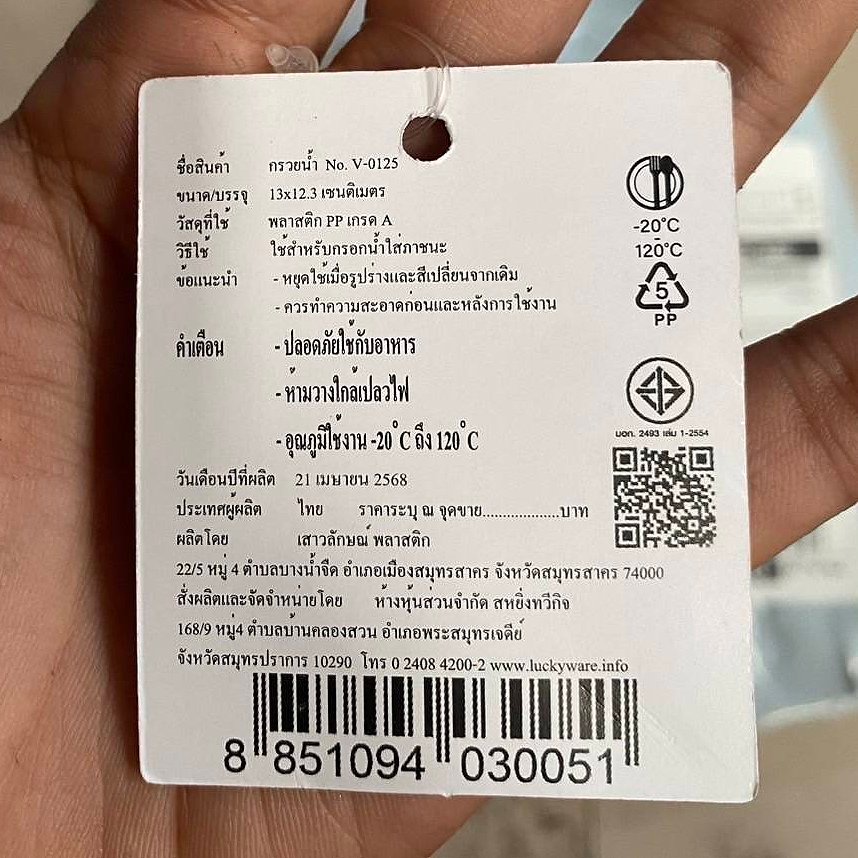 ชื่อสินค้า กรวยน้ำ No. V-0125
ขนาด/บรรจุ 13x12.3 เซนติเมตร
วัสดุที่ใช้ พลาสติก PP เกรด A
วิธีใช้ ใช้สำหรับกรอกน้ำใส่ภาชนะ
ข้อแนะนำ - หยุดใช้เมื่อรูปร่างและสีเปลี่ยนจากเดิม
- ควรทำความสะอาดก่อนและหลังการใช้งาน
คำเตือน - ปลอดภัยใช้กับอาหาร
- ห้ามวางใกล้เปลวไฟ
- อุณภูมิใช้งาน -20°C ถึง 120°C
วันเดือนปีที่ผลิต 21 เมษายน 2568
ประเทศผู้ผลิต ไทย ราคาระบุ ณ จุดขาย...................บาท
ผลิตโดย เสาวลักษณ์ พลาสติก
22/5 หมู่ 4 ตำบลบางน้ำจืด อำเภอเมืองสมุทรสาคร จังหวัดสมุทรสาคร 74000
สั่งผลิตและจัดจำหน่ายโดย ห้างหุ้นส่วนจำกัด สหยิ่งทวีกิจ
168/9 หมู่4 ตำบลบ้านคลองสวน อำเภอพระสมุทรเจดีย์
จังหวัดสมุทรปราการ 10290 โทร 0 2408 4200-2 www.luckyware.info
8 851094 030051
-20°C
-
120°C
5
PP
มอก. 2493 เล่ม 1-2554